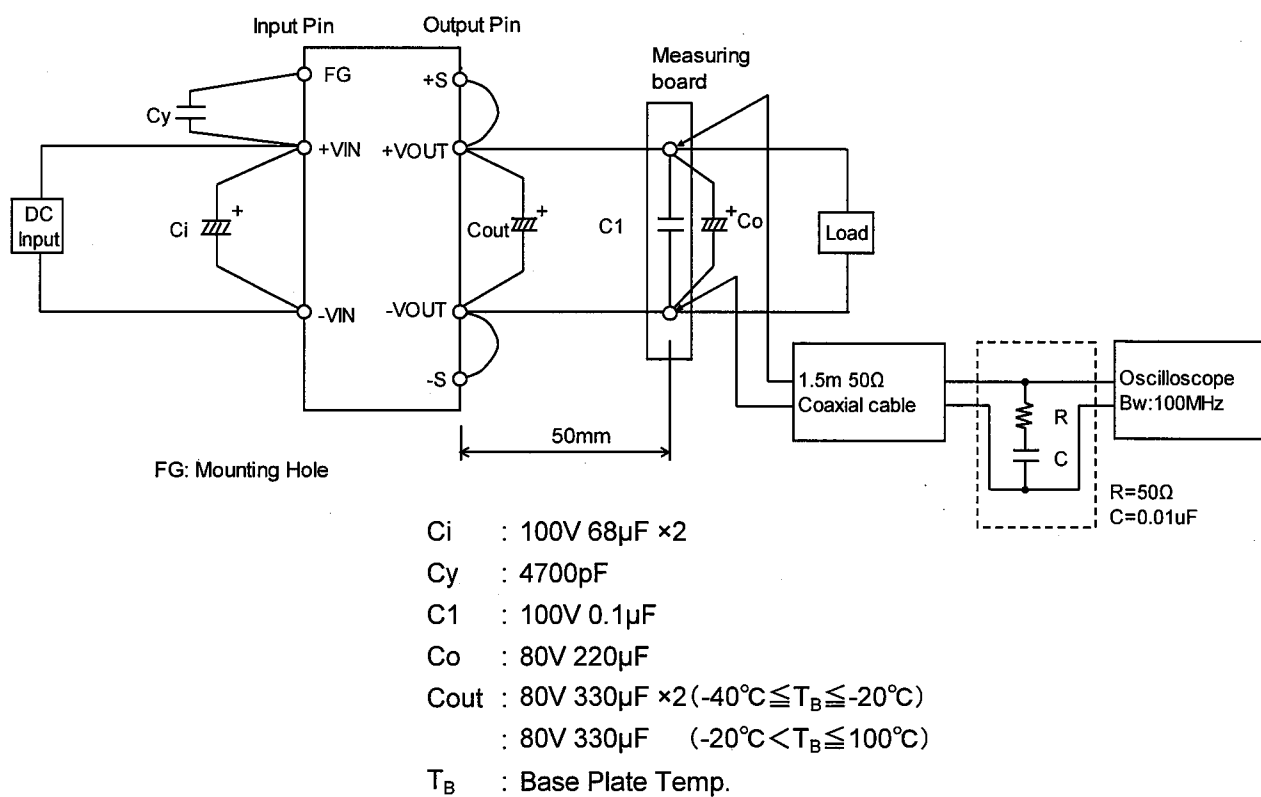 Input Pin
Output Pin
Measuring
board
FG
+S
Cy
+VIN
+VOUT
DC
Input
Ci
+
Cout
+
C1
+
Co
Load
-VIN
-VOUT
-S
50mm
1.5m 50Ω
Coaxial cable
R
C
Oscilloscope
Bw:100MHz
R=50Ω
C=0.01uF
FG: Mounting Hole
Ci : 100V 68μF ×2
Cy : 4700pF
C1 : 100V 0.1μF
Co : 80V 220μF
Cout : 80V 330μF ×2(-40℃≦TB≦-20℃)
: 80V 330μF (-20℃<TB≦100℃)
TB : Base Plate Temp.